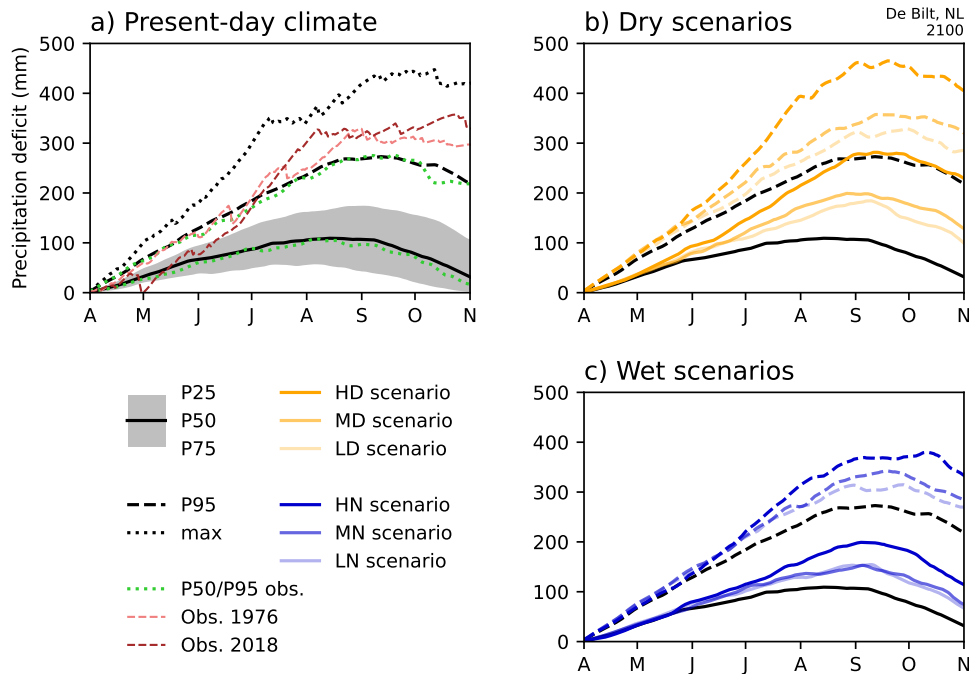 a) Present-day climate
Precipitation deficit (mm)
500
400
300
200
100
0
A M J J A S O N
b) Dry scenarios
De Bilt, NL
2100
500
400
300
200
100
0
A M J J A S O N
P25
P50
P75
P95
max
P50/P95 obs.
Obs. 1976
Obs. 2018
HD scenario
MD scenario
LD scenario
HN scenario
MN scenario
LN scenario
c) Wet scenarios
500
400
300
200
100
0
A M J J A S O N